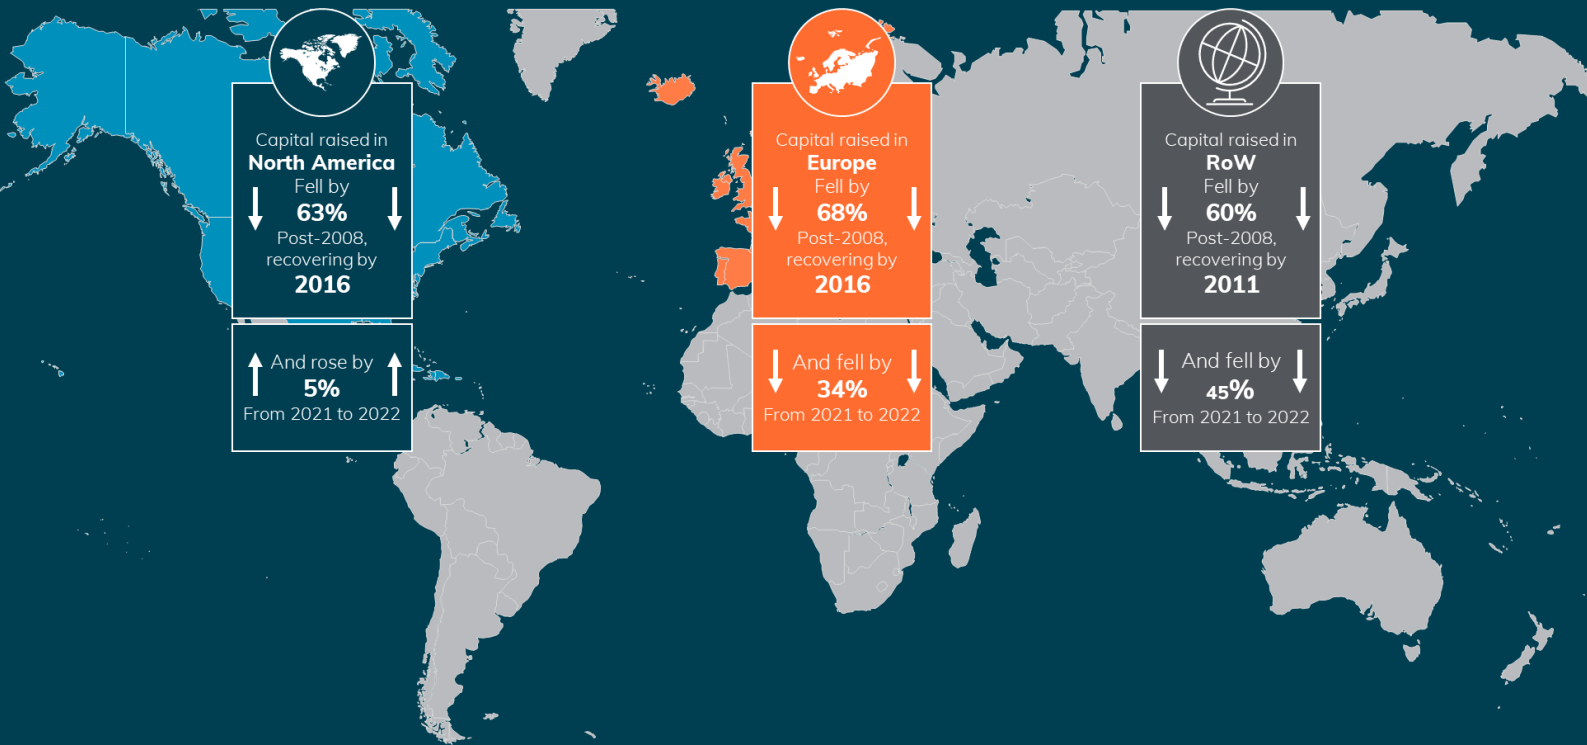 Capital raised in
North America
Fell by
63%
Post-2008,
recovering by
2016
And rose by
5%
From 2021 to 2022
Capital raised in
Europe
Fell by
68%
Post-2008,
recovering by
2016
And fell by
34%
From 2021 to 2022
Capital raised in
RoW
Fell by
60%
Post-2008,
recovering by
2011
And fell by
45%
From 2021 to 2022